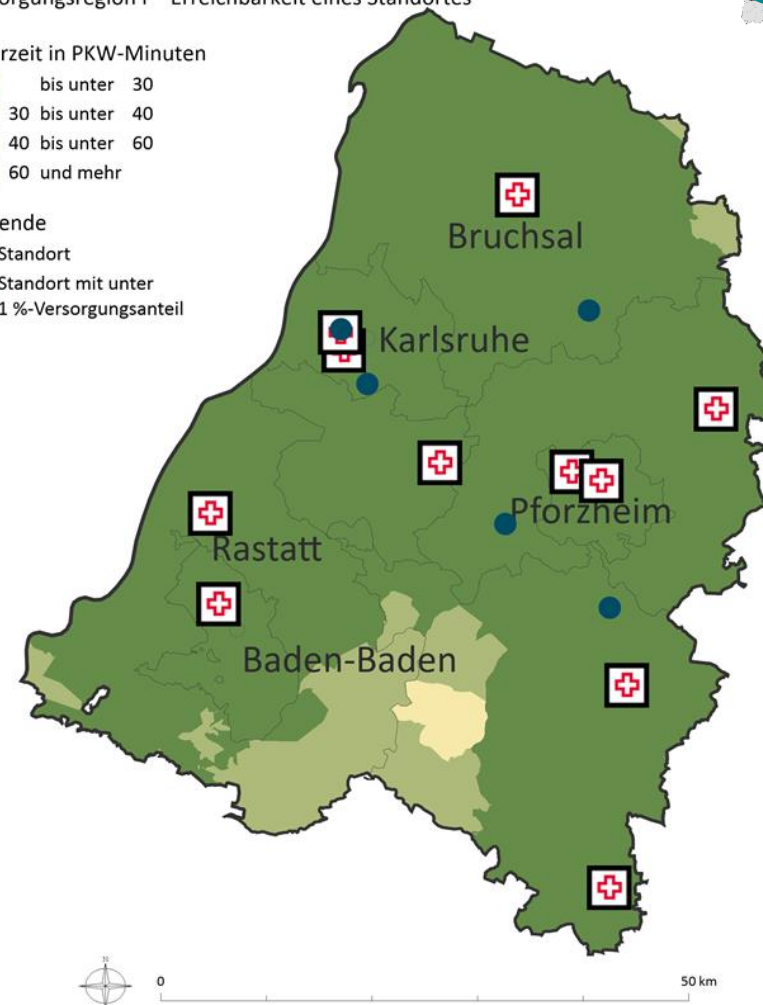 orgungsregion I – Erreichbarkeit eines Standortes
rzeit in PKW-Minuten
bis unter 30
30 bis unter 40
40 bis unter 60
60 und mehr
ende
Standort
Standort mit unter
1 %-Versorgungsanteil
Bruchsal
Karlsruhe
Pforzheim
Rastatt
Baden-Baden
N
0 50 km